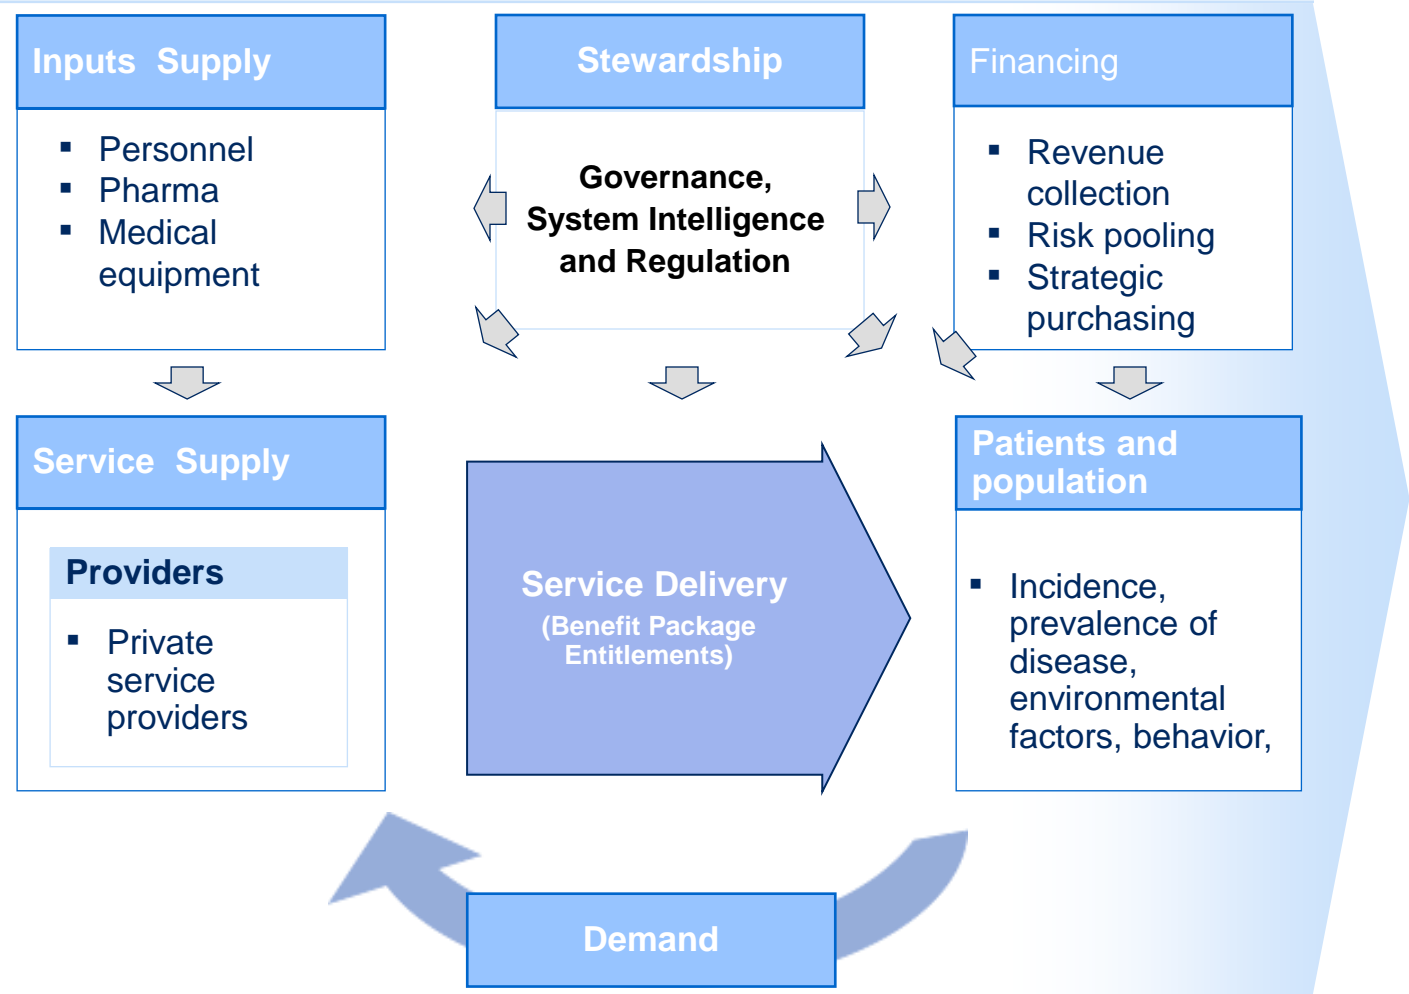 Inputs Supply
▪ Personnel
▪ Pharma
▪ Medical
equipment
Stewardship
Governance,
System Intelligence
and Regulation
Financing
▪ Revenue
collection
▪ Risk pooling
▪ Strategic
purchasing
Service Supply
Providers
▪ Private
service
providers
Service Delivery
(Benefit Package
Entitlements)
Patients and
population
▪ Incidence,
prevalence of
disease,
environmental
factors, behavior,
Demand